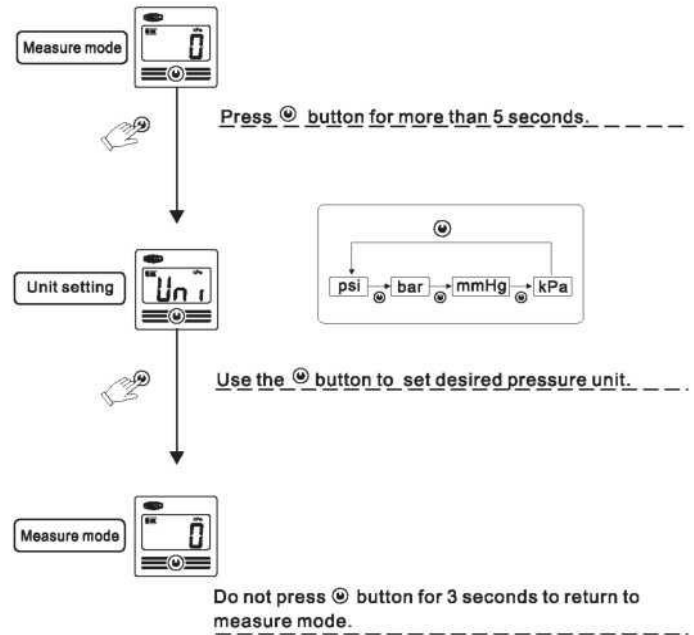 Measure mode
0
Press button for more than 5 seconds.
psi bar mmHg kPa
Unit setting
Uni
Use the button to set desired pressure unit.
Measure mode
0
Do not press button for 3 seconds to return to
measure mode.